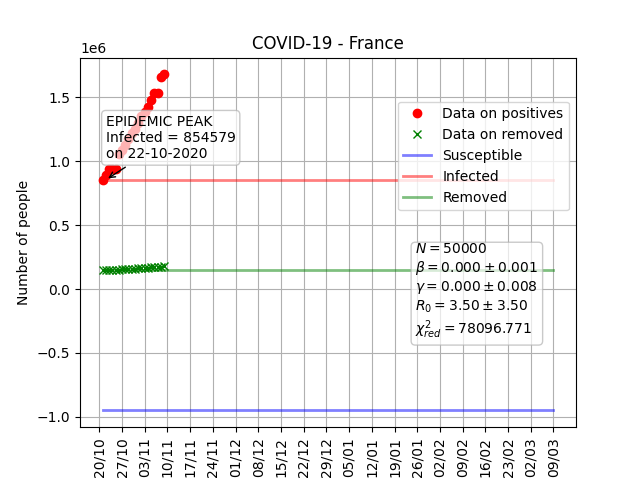 COVID-19 - France
1e6
1.5
1.0
0.5
0.0
−0.5
−1.0
Number of people
EPIDEMIC PEAK
Infected = 854579
on 22-10-2020
Data on positives
Data on removed
Susceptible
Infected
Removed
N = 50000
β = 0.000 ± 0.001
γ = 0.000 ± 0.008
R₀ = 3.50 ± 3.50
χ²red = 78096.771
20/10
27/10
03/11
10/11
17/11
24/11
01/12
08/12
15/12
22/12
29/12
05/01
12/01
19/01
26/01
02/02
09/02
16/02
23/02
02/03
09/03